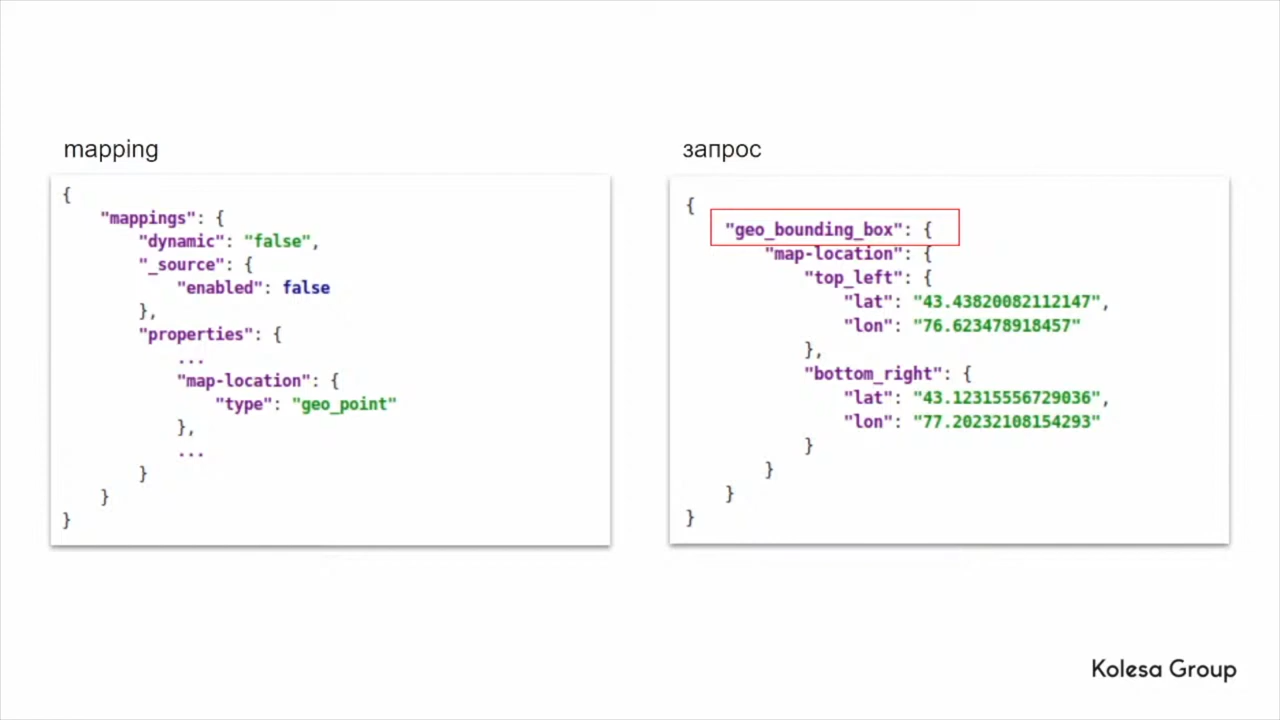 mapping
{
    "mappings": {
        "dynamic": "false",
        "_source": {
            "enabled": false
        },
        "properties": {
            ...
            "map-location": {
                "type": "geo_point"
            },
            ...
        }
    }
}
запрос
{
    "geo_bounding_box": {
        "map-location": {
            "top_left": {
                "lat": "43.43820082112147",
                "lon": "76.623478918457"
            },
            "bottom_right": {
                "lat": "43.12315556729036",
                "lon": "77.20232108154293"
            }
        }
    }
}
Kolesa Group